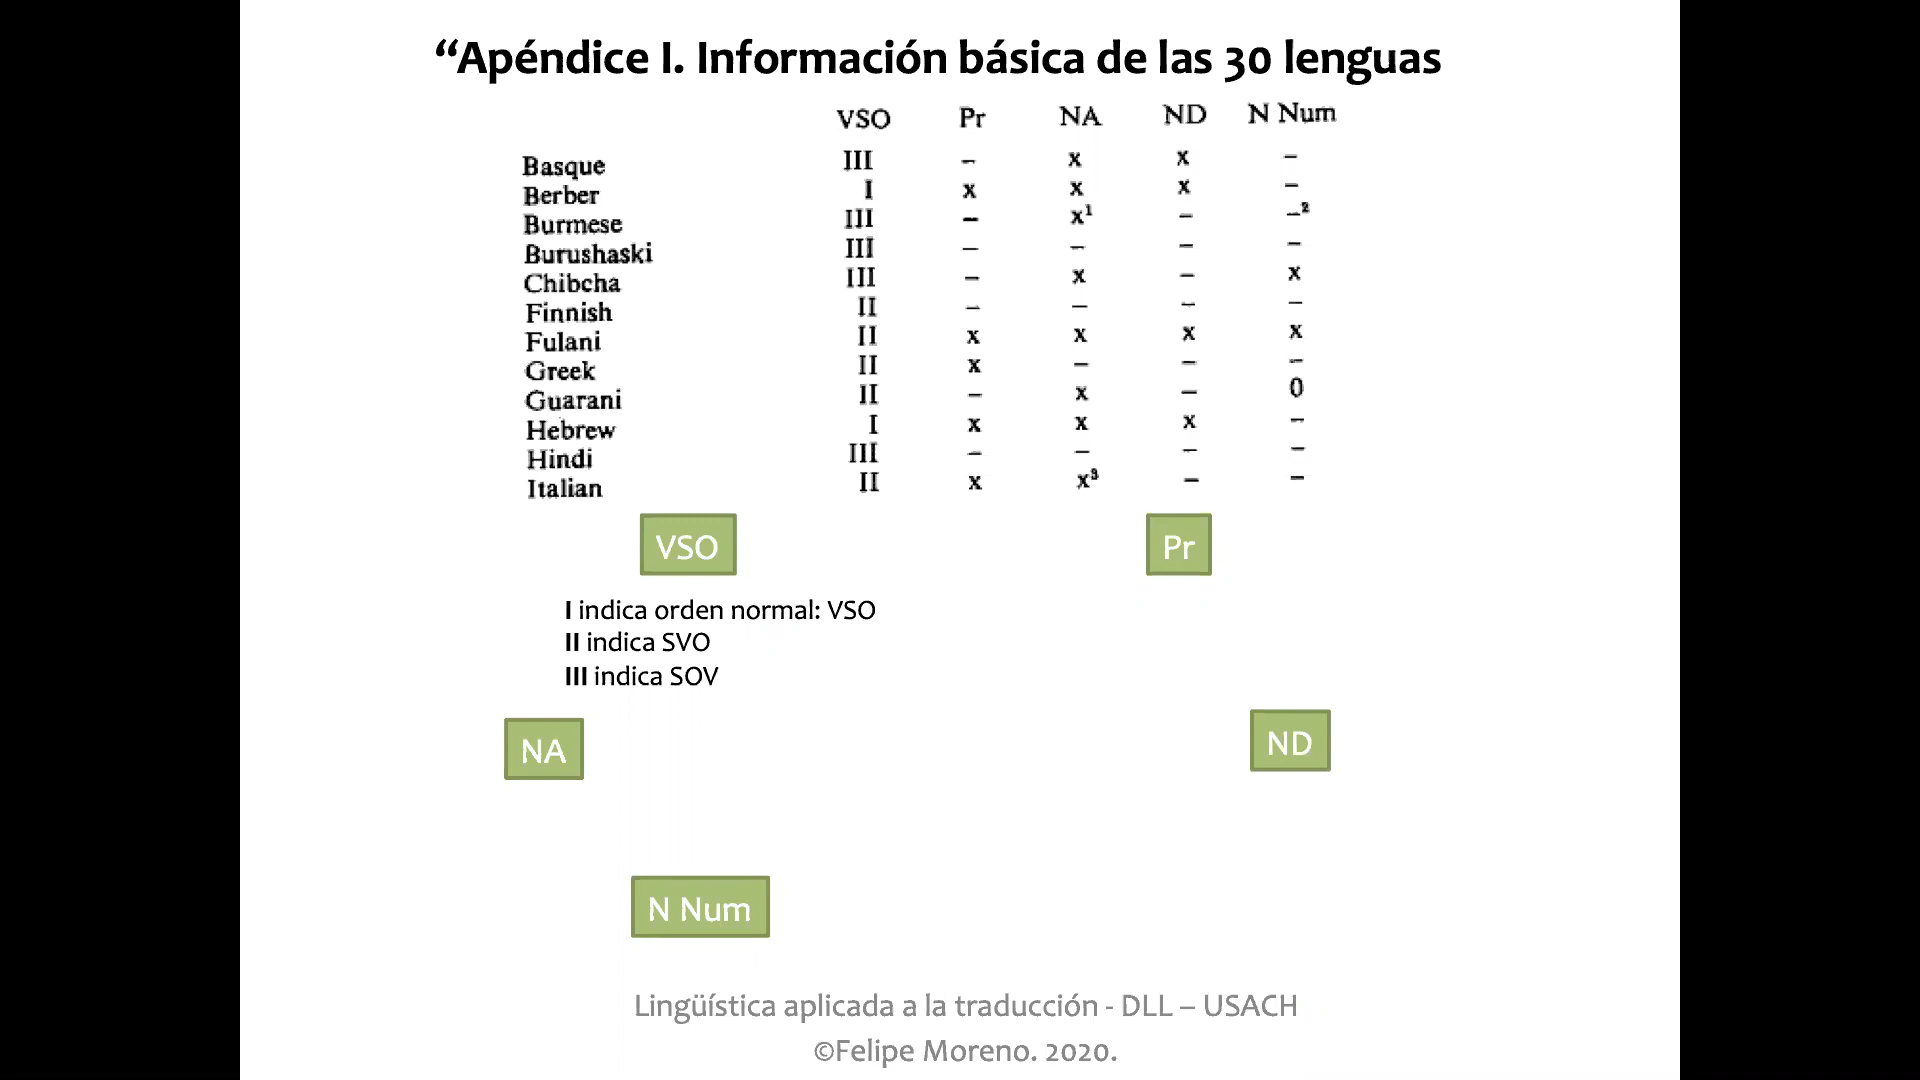 “Apéndice I. Información básica de las 30 lenguas
VSO Pr NA ND N Num
Basque III – x x –
Berber I x x x –
Burmese III – x¹ – –²
Burushaski III – – – –
Chibcha III – x – x
Finnish II – – – –
Fulani II x x x x
Greek II x – – –
Guarani II – x – 0
Hebrew I x x x –
Hindi III – – – –
Italian II x x³ – –
VSO Pr
I indica orden normal: VSO
II indica SVO
III indica SOV
NA ND
N Num
Lingüística aplicada a la traducción - DLL – USACH
©Felipe Moreno. 2020.